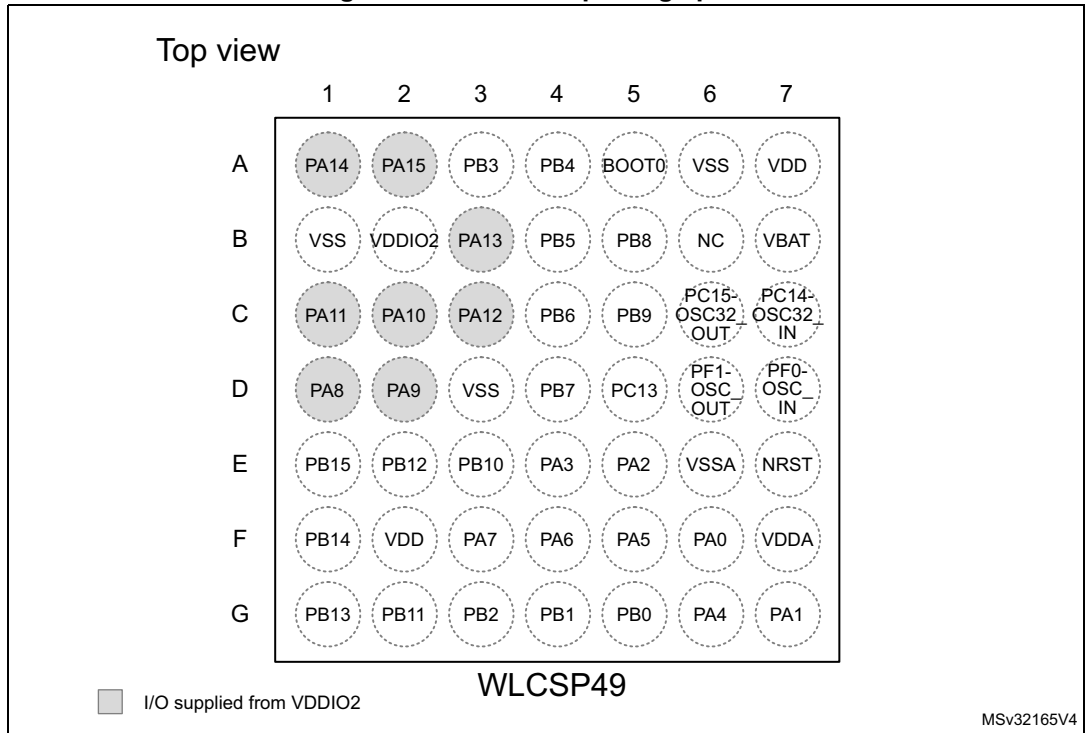 Top view
1 2 3 4 5 6 7
A PA14 PA15 PB3 PB4 BOOT0 VSS VDD
B VSS VDDIO2 PA13 PB5 PB8 NC VBAT
C PA11 PA10 PA12 PB6 PB9 PC15-OSC32_OUT PC14-OSC32_IN
D PA8 PA9 VSS PB7 PC13 PF1-OSC_OUT PF0-OSC_IN
E PB15 PB12 PB10 PA3 PA2 VSSA NRST
F PB14 VDD PA7 PA6 PA5 PA0 VDDA
G PB13 PB11 PB2 PB1 PB0 PA4 PA1
WLCSP49
I/O supplied from VDDIO2
MSv32165V4